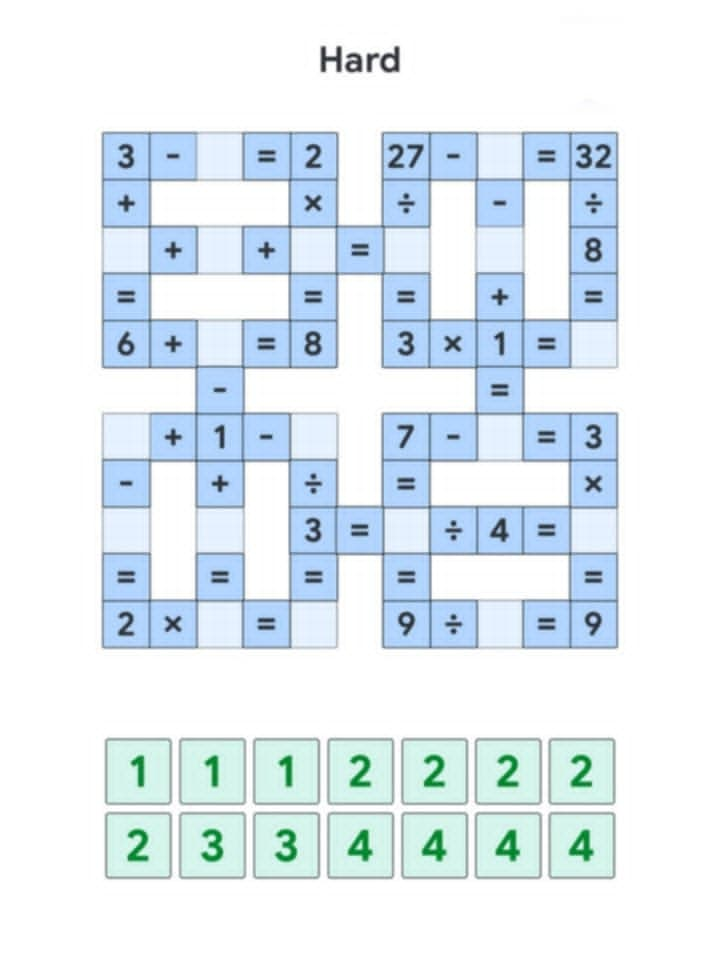 Hard
3 - = 2 27 - = 32
+ × ÷ - ÷
+ + = 8
= = = + =
6 + = 8 3 × 1 =
- =
+ 1 - 7 - = 3
- + ÷ = ×
3 = ÷ 4 =
= = = = =
2 × = 9 ÷ = 9
1 1 1 2 2 2 2
2 3 3 4 4 4 4